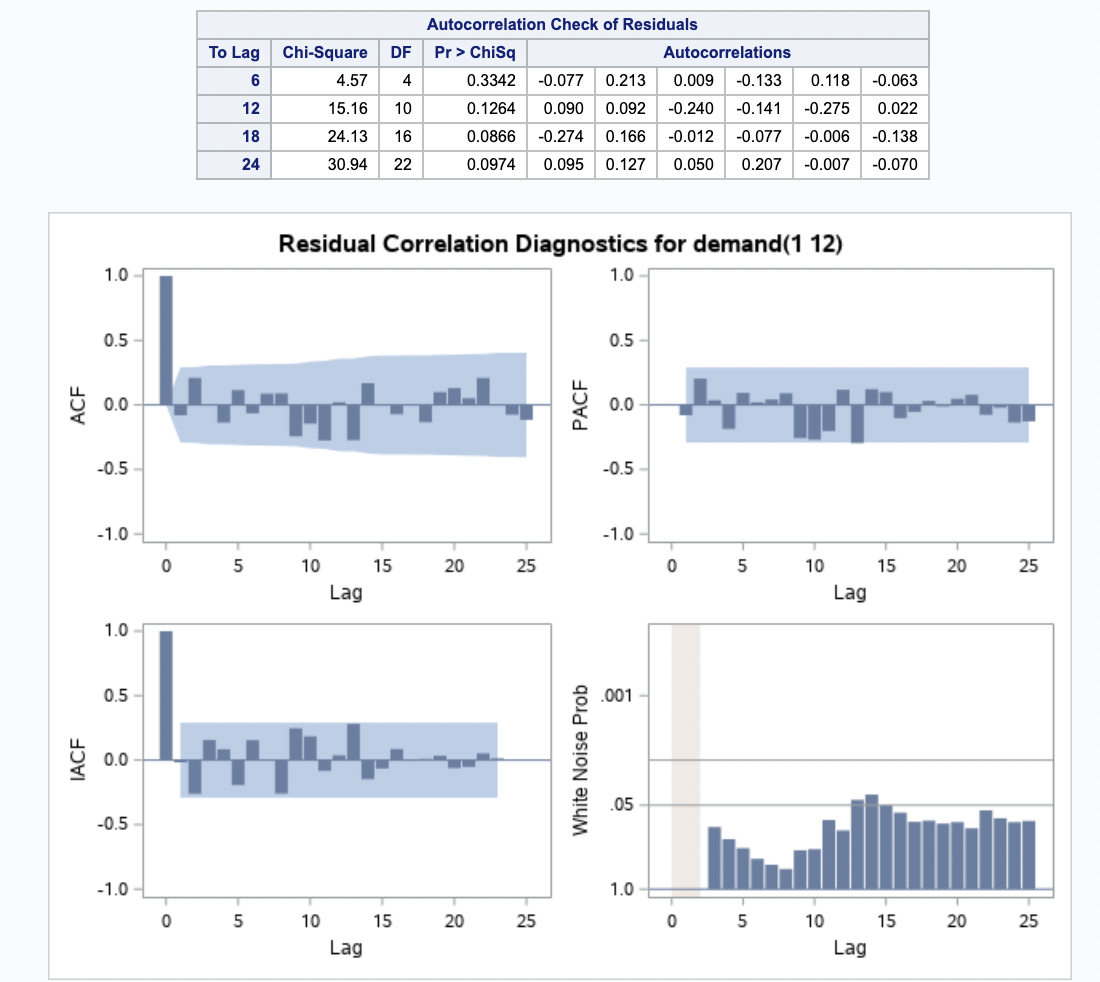 Autocorrelation Check of Residuals
To Lag Chi-Square DF Pr > ChiSq Autocorrelations
6 4.57 4 0.3342 -0.077 0.213 0.009 -0.133 0.118 -0.063
12 15.16 10 0.1264 0.090 0.092 -0.240 -0.141 -0.275 0.022
18 24.13 16 0.0866 -0.274 0.166 -0.012 -0.077 -0.006 -0.138
24 30.94 22 0.0974 0.095 0.127 0.050 0.207 -0.007 -0.070
Residual Correlation Diagnostics for demand(1 12)
ACF
1.0
0.5
0.0
-0.5
-1.0
0 5 10 15 20 25
Lag
PACF
1.0
0.5
0.0
-0.5
-1.0
0 5 10 15 20 25
Lag
IACF
1.0
0.5
0.0
-0.5
-1.0
0 5 10 15 20 25
Lag
White Noise Prob
.001
.05
1.0
0 5 10 15 20 25
Lag